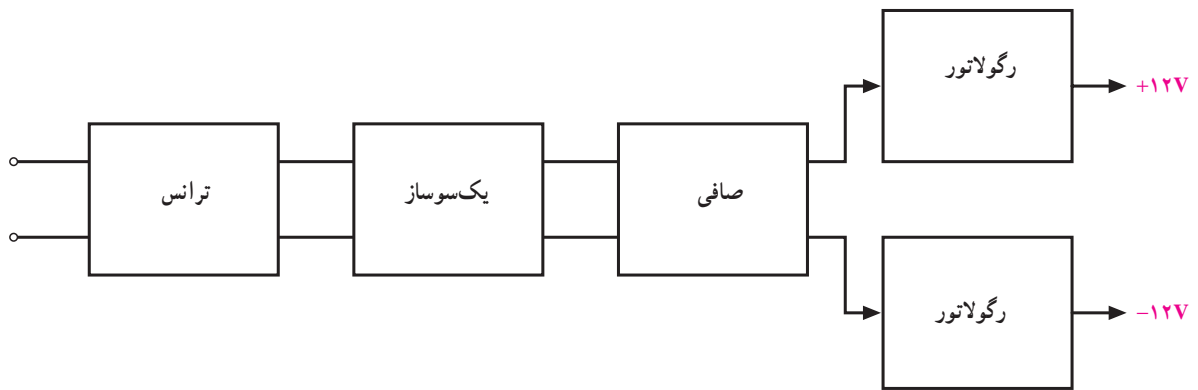 رگولاتور
+۱۲V
ترانس
یک‌سوساز
صافی
رگولاتور
−۱۲V